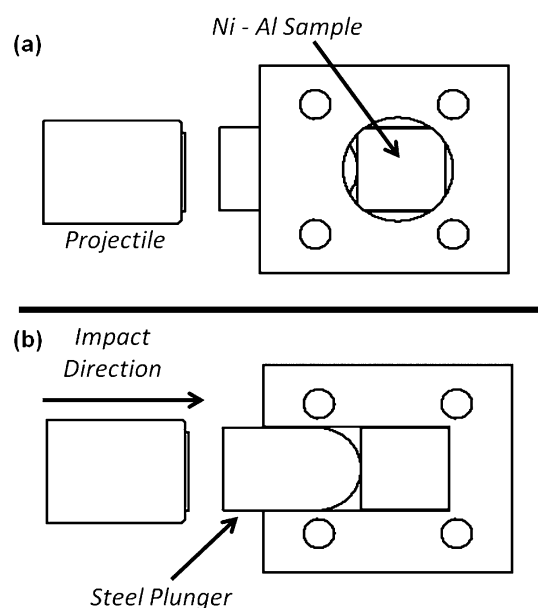 (a)
Ni - Al Sample
Projectile
(b)
Impact
Direction
Steel Plunger